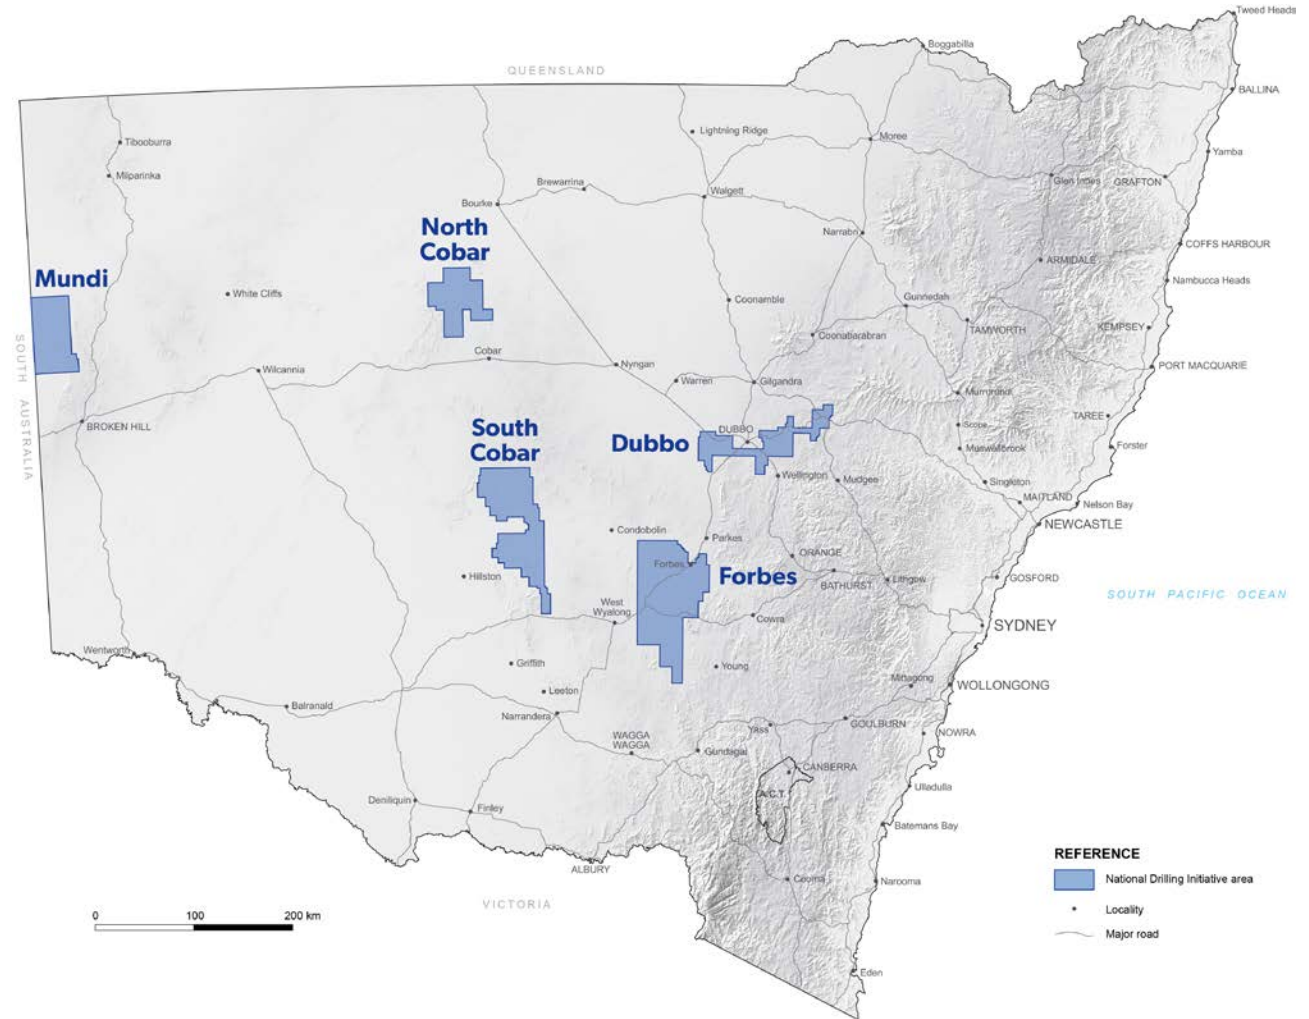 Tweed Heads
Boggabilla
QUEENSLAND
BALLINA
Lightning Ridge
Tibooburra
Moree
Yamba
Milparinka
Glen Innes
GRAFTON
Brewarrina
Walgett
Bourke
North
Cobar
Narrabri
COFFS HARBOUR
ARMIDALE
Mundi
Nambucca Heads
White Cliffs
Coonamble
Gunnedah
TAMWORTH
KEMPSEY
Coonabarabran
SOUTH AUSTRALIA
Cobar
Nyngan
PORT MACQUARIE
Wilcannia
Warren
Gilgandra
Murrurundi
BROKEN HILL
TAREE
South
Cobar
DUBBO
Scone
Dubbo
Muswellbrook
Forster
Wellington
Mudgee
Singleton
MAITLAND
Nelson Bay
NEWCASTLE
Condobolin
Parkes
ORANGE
Forbes
Forbes
Hillston
BATHURST
Lithgow
GOSFORD
SOUTH PACIFIC OCEAN
West
Wyalong
Cowra
SYDNEY
Wentworth
Griffith
Young
Mittagong
WOLLONGONG
Leeton
Balranald
Narrandera
GOULBURN
Yass
NOWRA
WAGGA
WAGGA
Gundagai
CANBERRA
Ulladulla
A.C.T.
Deniliquin
Finley
Batemans Bay
ALBURY
Cooma
Narooma
VICTORIA
Eden
REFERENCE
National Drilling Initiative area
Locality
Major road
0 100 200 km